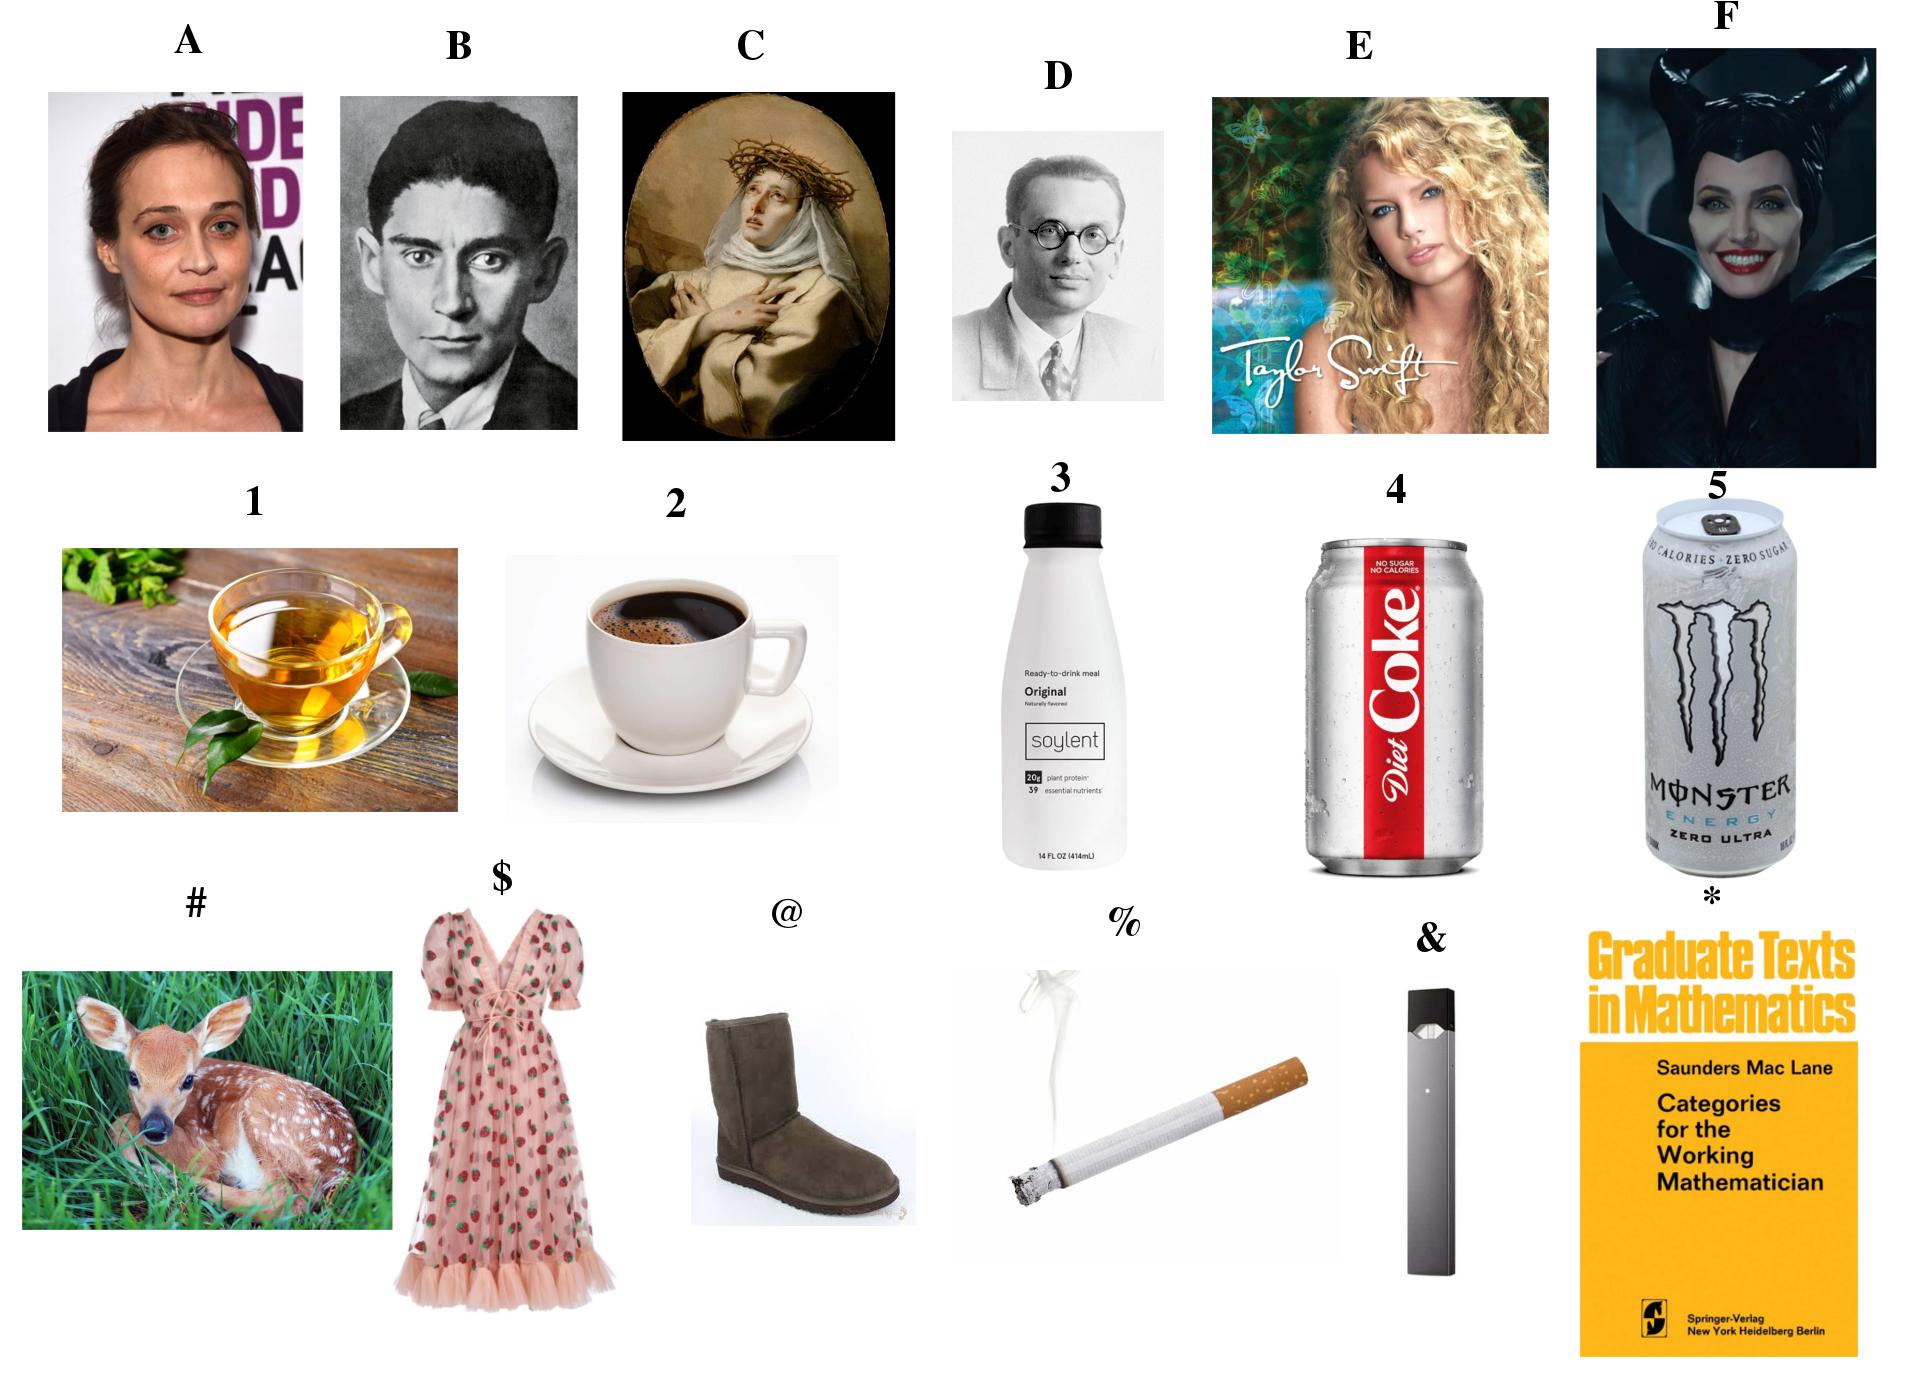 A
B
C
D
E
F
IDE
ID
Taylor Swift
1
2
3
4
5
Ready-to-drink meal
Original
Naturally flavored
soylent
20g plant protein*
39 essential nutrients*
14 FL OZ (414mL)
NO SUGAR
NO CALORIES
Diet Coke
CALORIES · ZERO SUGAR
MONSTER
ENERGY
ZERO ULTRA
#
$
@
%
&
*
Graduate Texts
in Mathematics
Saunders Mac Lane
Categories
for the
Working
Mathematician
Springer-Verlag
New York Heidelberg Berlin